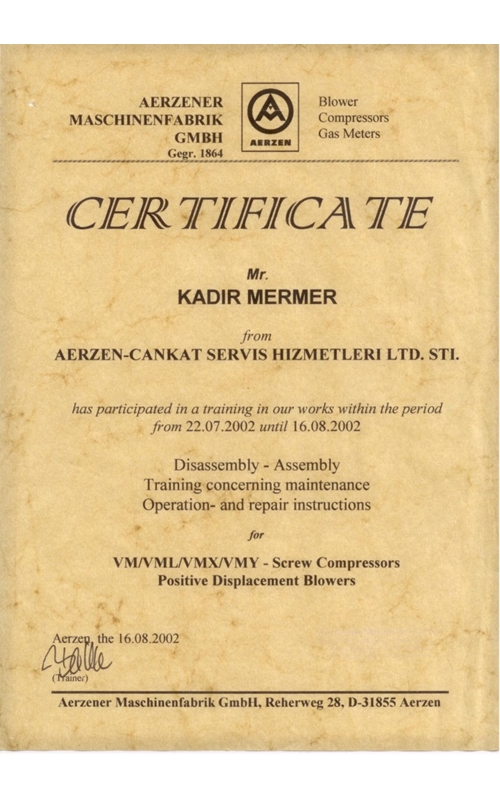 AERZENER
MASCHINENFABRIK
GMBH
Gegr. 1864
AERZEN
Blower
Compressors
Gas Meters
CERTIFICATE
Mr.
KADIR MERMER
from
AERZEN-CANKAT SERVIS HIZMETLERI LTD. STI.
has participated in a training in our works within the period
from 22.07.2002 until 16.08.2002
Disassembly - Assembly
Training concerning maintenance
Operation- and repair instructions
for
VM/VML/VMX/VMY - Screw Compressors
Positive Displacement Blowers
Aerzen, the 16.08.2002
(Trainer)
Aerzener Maschinenfabrik GmbH, Reherweg 28, D-31855 Aerzen